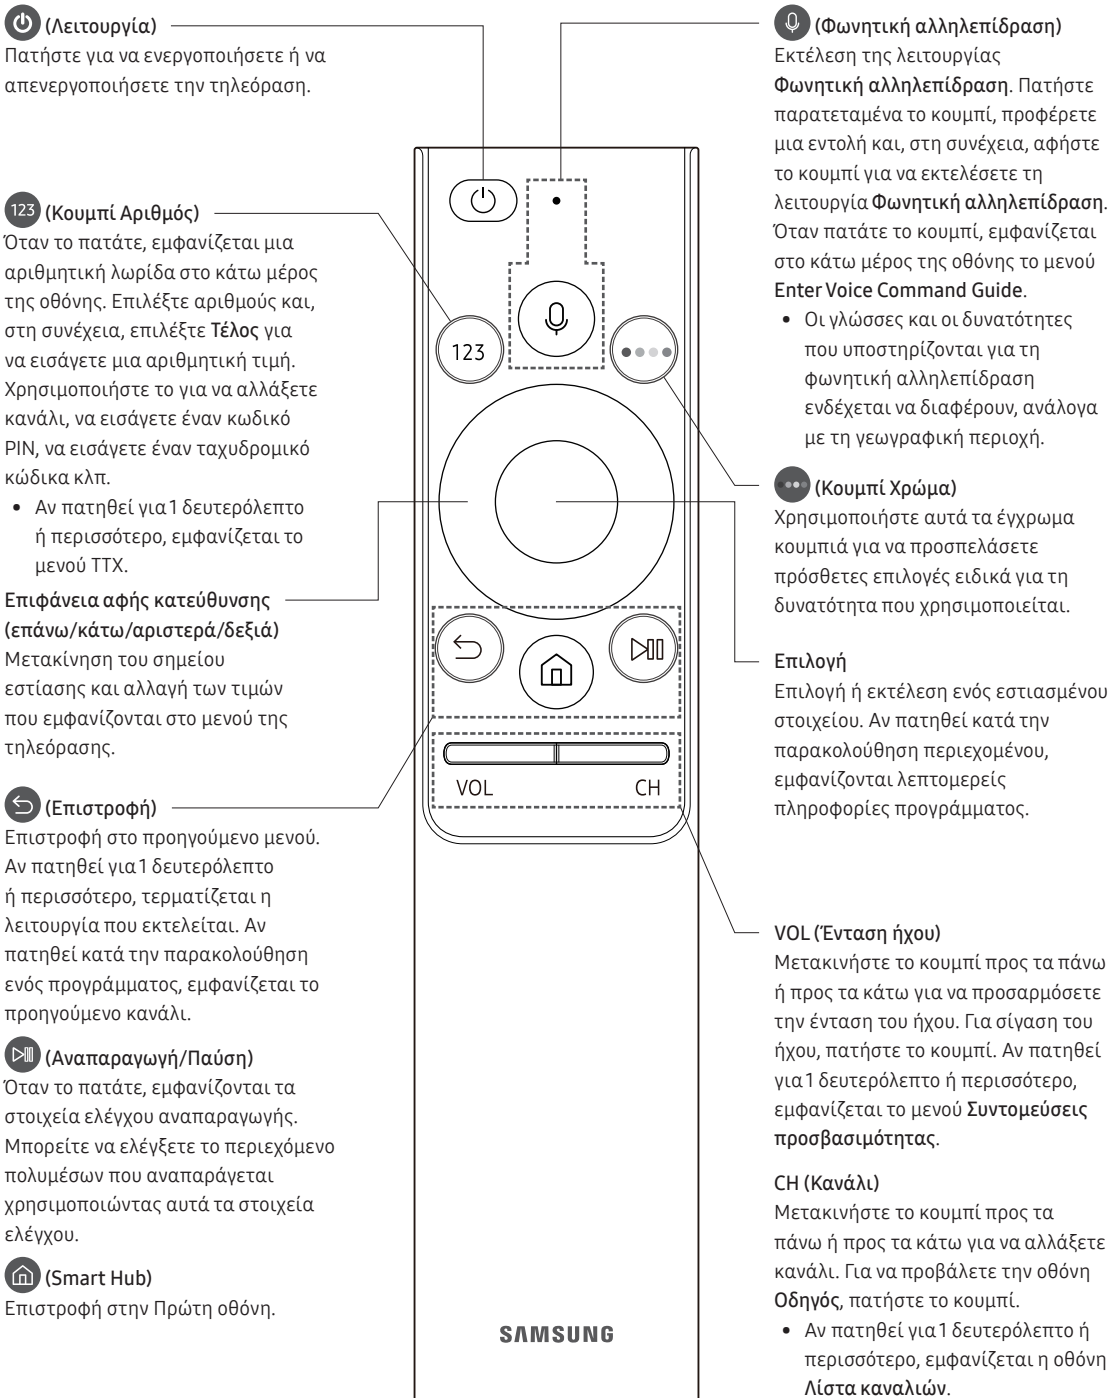 (Λειτουργία)
Πατήστε για να ενεργοποιήσετε ή να
απενεργοποιήσετε την τηλεόραση.
123 (Κουμπί Αριθμός)
Όταν το πατάτε, εμφανίζεται μια
αριθμητική λωρίδα στο κάτω μέρος
της οθόνης. Επιλέξτε αριθμούς και,
στη συνέχεια, επιλέξτε Τέλος για
να εισάγετε μια αριθμητική τιμή.
Χρησιμοποιήστε το για να αλλάξετε
κανάλι, να εισάγετε έναν κωδικό
PIN, να εισάγετε έναν ταχυδρομικό
κώδικα κλπ.
• Αν πατηθεί για 1 δευτερόλεπτο
ή περισσότερο, εμφανίζεται το
μενού TTX.
Επιφάνεια αφής κατεύθυνσης
(επάνω/κάτω/αριστερά/δεξιά)
Μετακίνηση του σημείου
εστίασης και αλλαγή των τιμών
που εμφανίζονται στο μενού της
τηλεόρασης.
(Επιστροφή)
Επιστροφή στο προηγούμενο μενού.
Αν πατηθεί για 1 δευτερόλεπτο
ή περισσότερο, τερματίζεται η
λειτουργία που εκτελείται. Αν
πατηθεί κατά την παρακολούθηση
ενός προγράμματος, εμφανίζεται το
προηγούμενο κανάλι.
(Αναπαραγωγή/Παύση)
Όταν το πατάτε, εμφανίζονται τα
στοιχεία ελέγχου αναπαραγωγής.
Μπορείτε να ελέγξετε το περιεχόμενο
πολυμέσων που αναπαράγεται
χρησιμοποιώντας αυτά τα στοιχεία
ελέγχου.
(Smart Hub)
Επιστροφή στην Πρώτη οθόνη.
123
VOL
CH
SAMSUNG
(Φωνητική αλληλεπίδραση)
Εκτέλεση της λειτουργίας
Φωνητική αλληλεπίδραση. Πατήστε
παρατεταμένα το κουμπί, προφέρετε
μια εντολή και, στη συνέχεια, αφήστε
το κουμπί για να εκτελέσετε τη
λειτουργία Φωνητική αλληλεπίδραση.
Όταν πατάτε το κουμπί, εμφανίζεται
στο κάτω μέρος της οθόνης το μενού
Enter Voice Command Guide.
• Οι γλώσσες και οι δυνατότητες
που υποστηρίζονται για τη
φωνητική αλληλεπίδραση
ενδέχεται να διαφέρουν, ανάλογα
με τη γεωγραφική περιοχή.
(Κουμπί Χρώμα)
Χρησιμοποιήστε αυτά τα έγχρωμα
κουμπιά για να προσπελάσετε
πρόσθετες επιλογές ειδικά για τη
δυνατότητα που χρησιμοποιείται.
Επιλογή
Επιλογή ή εκτέλεση ενός εστιασμένου
στοιχείου. Αν πατηθεί κατά την
παρακολούθηση περιεχομένου,
εμφανίζονται λεπτομερείς
πληροφορίες προγράμματος.
VOL (Ένταση ήχου)
Μετακινήστε το κουμπί προς τα πάνω
ή προς τα κάτω για να προσαρμόσετε
την ένταση του ήχου. Για σίγαση του
ήχου, πατήστε το κουμπί. Αν πατηθεί
για 1 δευτερόλεπτο ή περισσότερο,
εμφανίζεται το μενού Συντομεύσεις
προσβασιμότητας.
CH (Κανάλι)
Μετακινήστε το κουμπί προς τα
πάνω ή προς τα κάτω για να αλλάξετε
κανάλι. Για να προβάλετε την οθόνη
Οδηγός, πατήστε το κουμπί.
• Αν πατηθεί για 1 δευτερόλεπτο ή
περισσότερο, εμφανίζεται η οθόνη
Λίστα καναλιών.